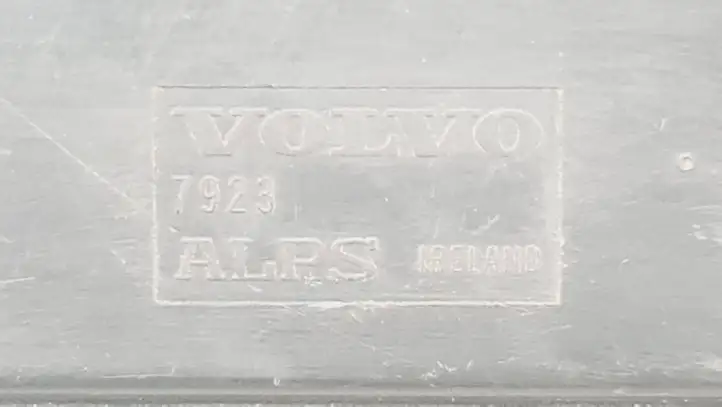 VOLVO
7923
ALPS IRELAND